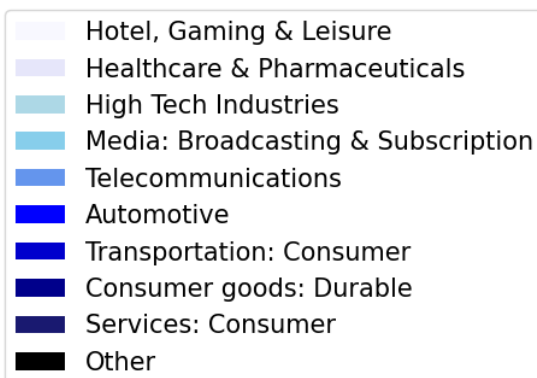 Hotel, Gaming & Leisure
Healthcare & Pharmaceuticals
High Tech Industries
Media: Broadcasting & Subscription
Telecommunications
Automotive
Transportation: Consumer
Consumer goods: Durable
Services: Consumer
Other